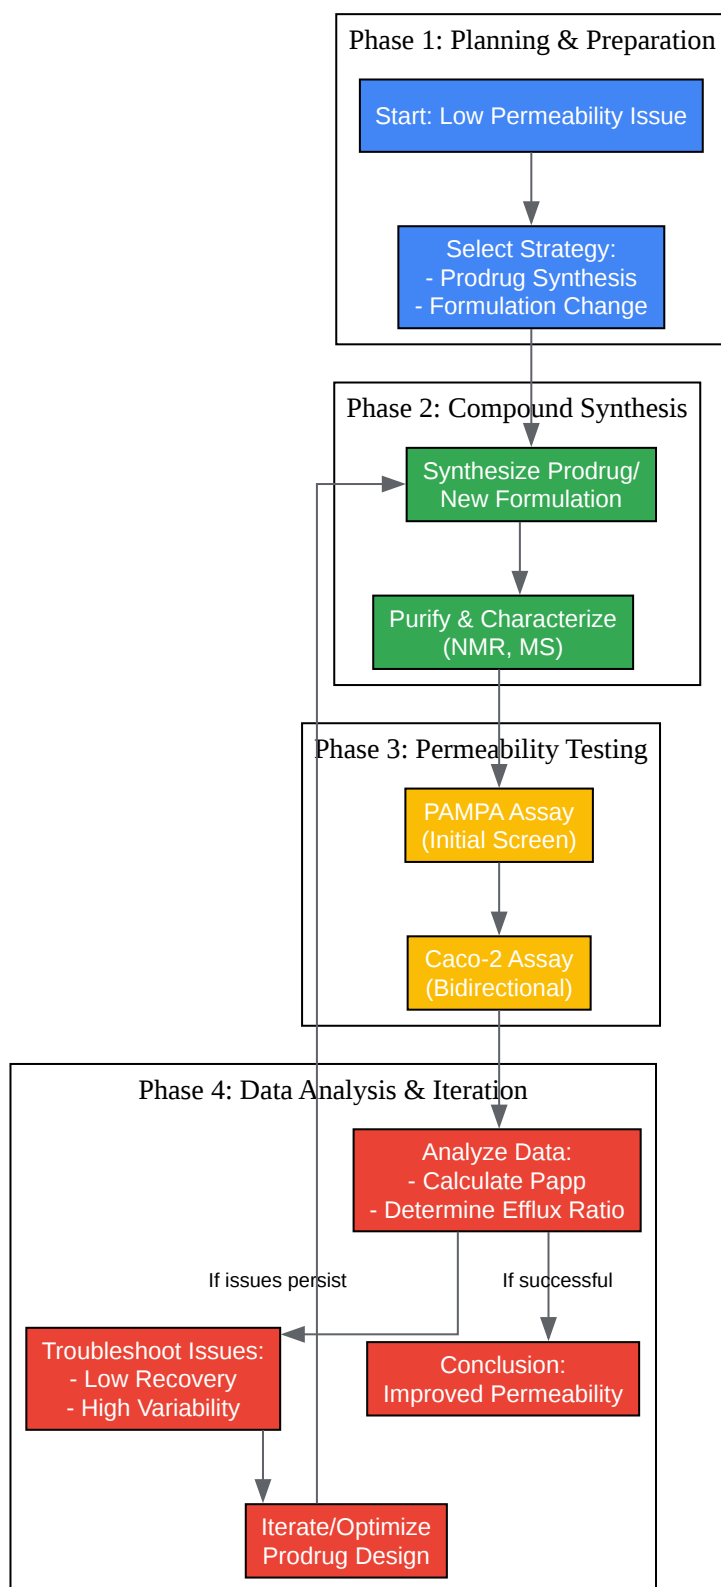 Phase 1: Planning & Preparation
Start: Low Permeability Issue
Select Strategy:
- Prodrug Synthesis
- Formulation Change
Phase 2: Compound Synthesis
Synthesize Prodrug/
New Formulation
Purify & Characterize
(NMR, MS)
Phase 3: Permeability Testing
PAMPA Assay
(Initial Screen)
Caco-2 Assay
(Bidirectional)
Phase 4: Data Analysis & Iteration
Analyze Data:
- Calculate Papp
- Determine Efflux Ratio
If issues persist
If successful
Troubleshoot Issues:
- Low Recovery
- High Variability
Conclusion:
Improved Permeability
Iterate/Optimize
Prodrug Design